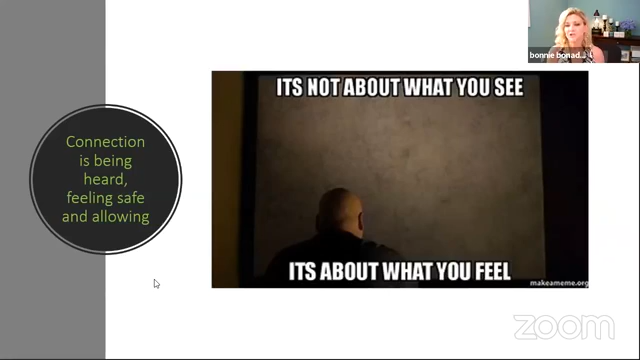 bonnie bonad...
ITS NOT ABOUT WHAT YOU SEE
Connection
is being
heard,
feeling safe
and allowing
ITS ABOUT WHAT YOU FEEL
makeameme.org
zoom